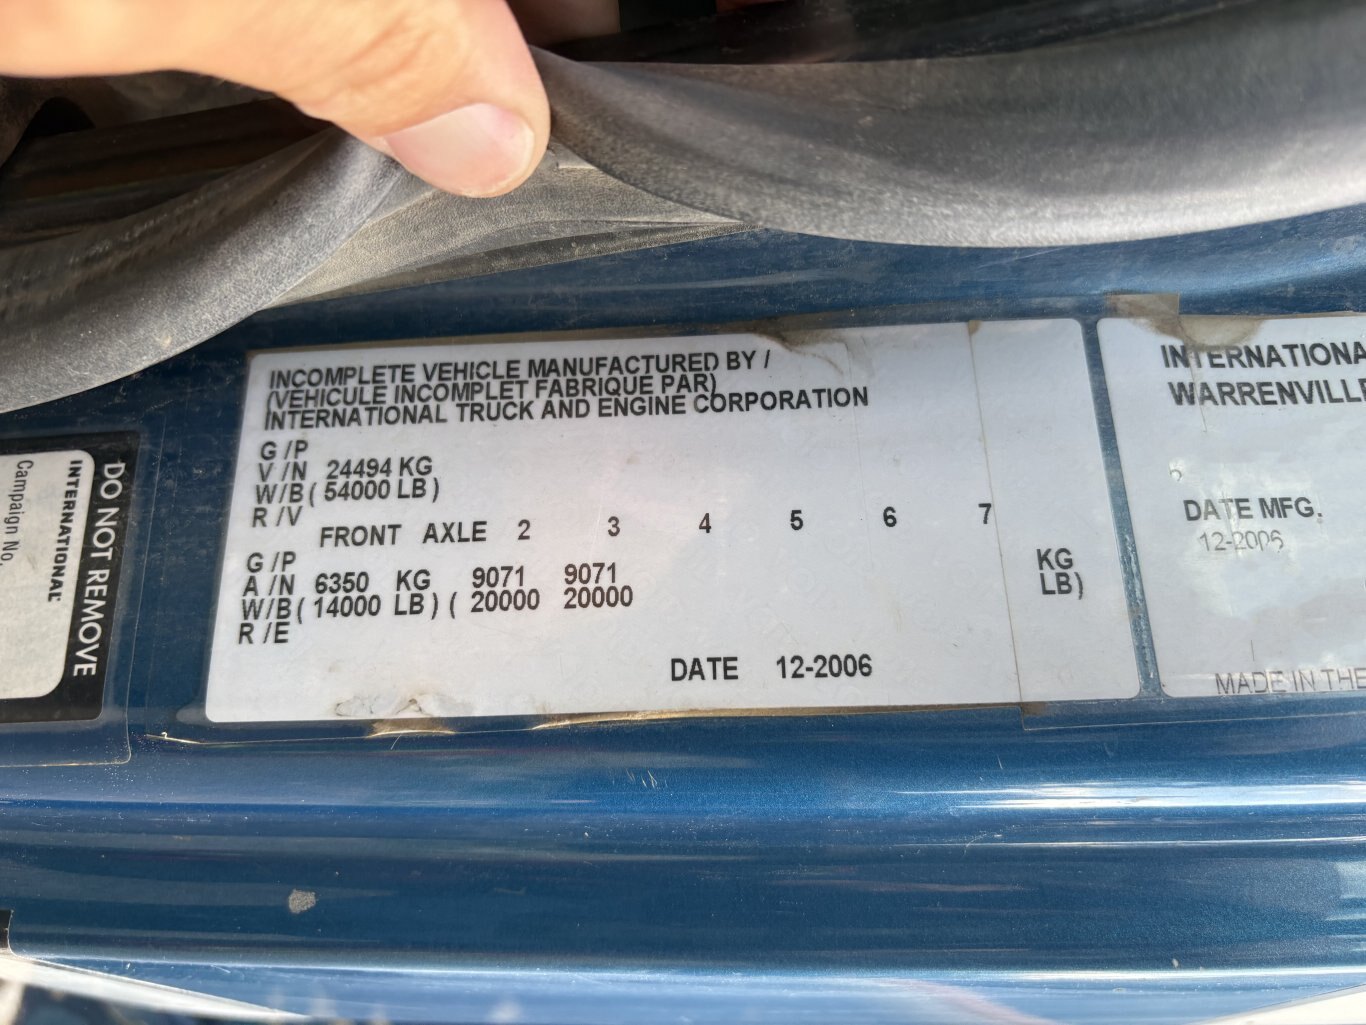 INCOMPLETE VEHICLE MANUFACTURED BY /
(VEHICULE INCOMPLET FABRIQUE PAR)
INTERNATIONAL TRUCK AND ENGINE CORPORATION
G /P
V /N 24494 KG
W/B ( 54000 LB )
R /V
FRONT AXLE 2 3 4 5 6 7
G /P
A /N 6350 KG 9071 9071 KG
W/B ( 14000 LB ) ( 20000 20000 LB)
R /E
DATE 12-2006
DO NOT REMOVE
INTERNATIONAL
Campaign No.
INTERNATIONA
WARRENVILLE
DATE MFG.
12-2006
MADE IN THE